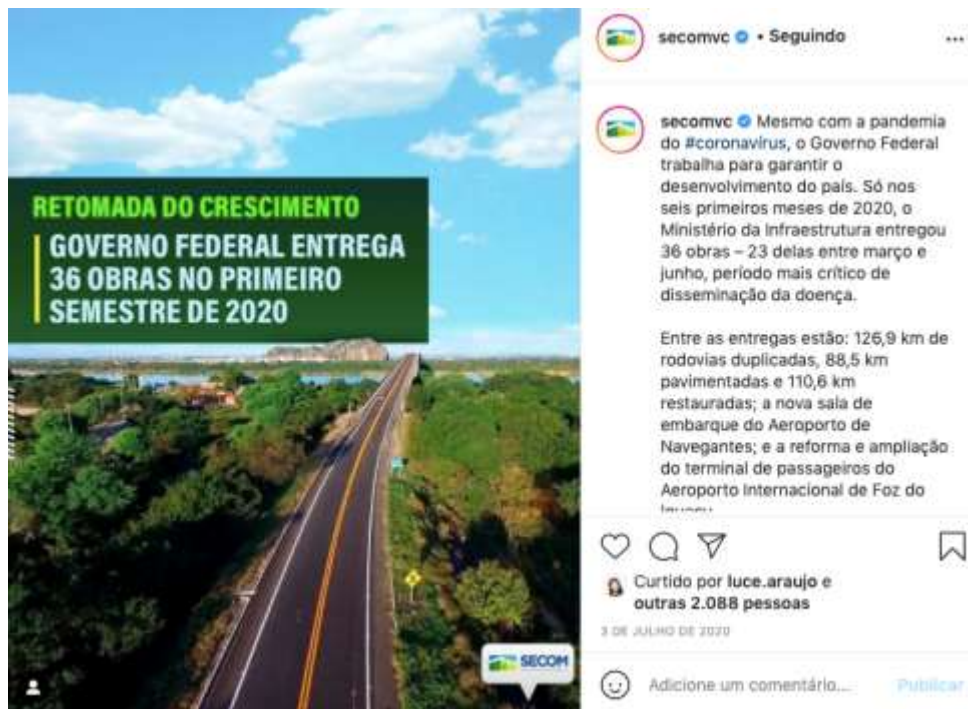 RETOMADA DO CRESCIMENTO
GOVERNO FEDERAL ENTREGA
36 OBRAS NO PRIMEIRO
SEMESTRE DE 2020
SECOM
secomvc • Seguindo
secomvc Mesmo com a pandemia
do #coronavírus, o Governo Federal
trabalha para garantir o
desenvolvimento do país. Só nos
seis primeiros meses de 2020, o
Ministério da Infraestrutura entregou
36 obras – 23 delas entre março e
junho, período mais crítico de
disseminação da doença.
Entre as entregas estão: 126,9 km de
rodovias duplicadas, 88,5 km
pavimentadas e 110,6 km
restauradas; a nova sala de
embarque do Aeroporto de
Navegantes; e a reforma e ampliação
do terminal de passageiros do
Aeroporto Internacional de Foz do
Curtido por luce.araujo e
outras 2.088 pessoas
3 DE JULHO DE 2020
Adicione um comentário... Publicar